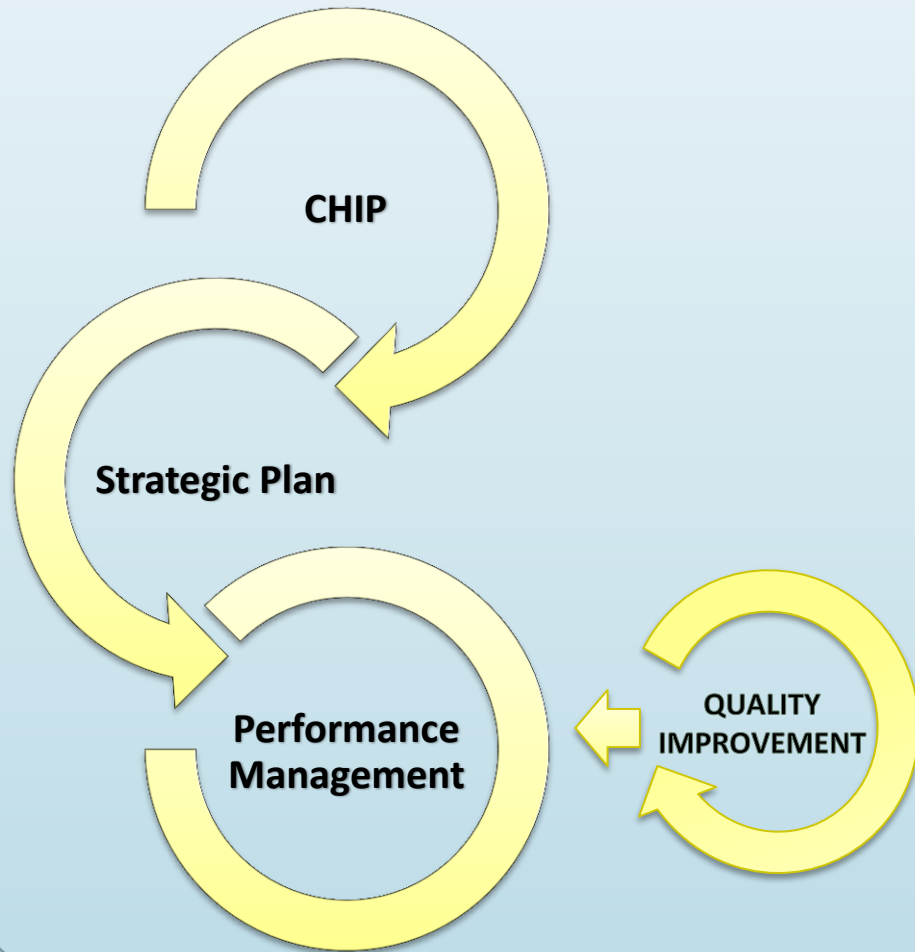 CHIP
Strategic Plan
Performance
Management
QUALITY
IMPROVEMENT